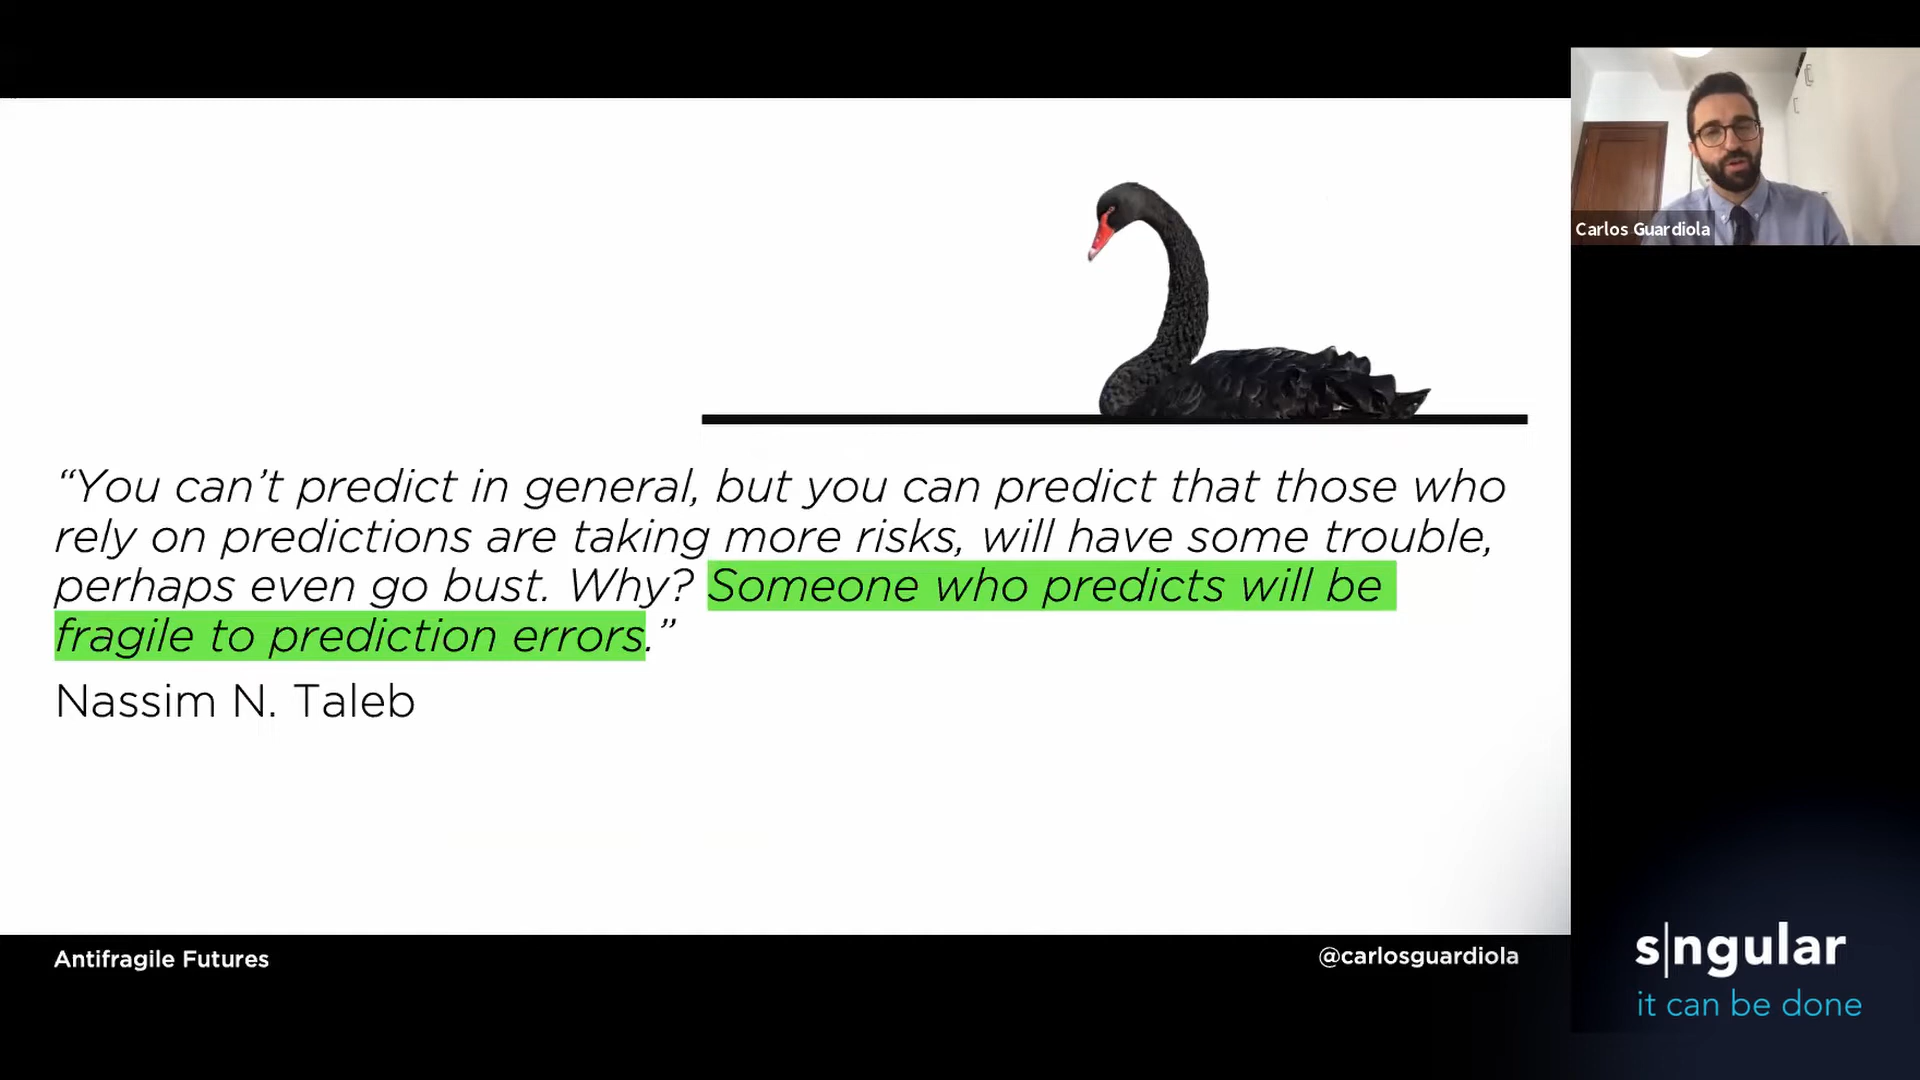 Carlos Guardiola
“You can’t predict in general, but you can predict that those who
rely on predictions are taking more risks, will have some trouble,
perhaps even go bust. Why? Someone who predicts will be
fragile to prediction errors.”
Nassim N. Taleb
Antifragile Futures
@carlosguardiola
s|ngular
it can be done